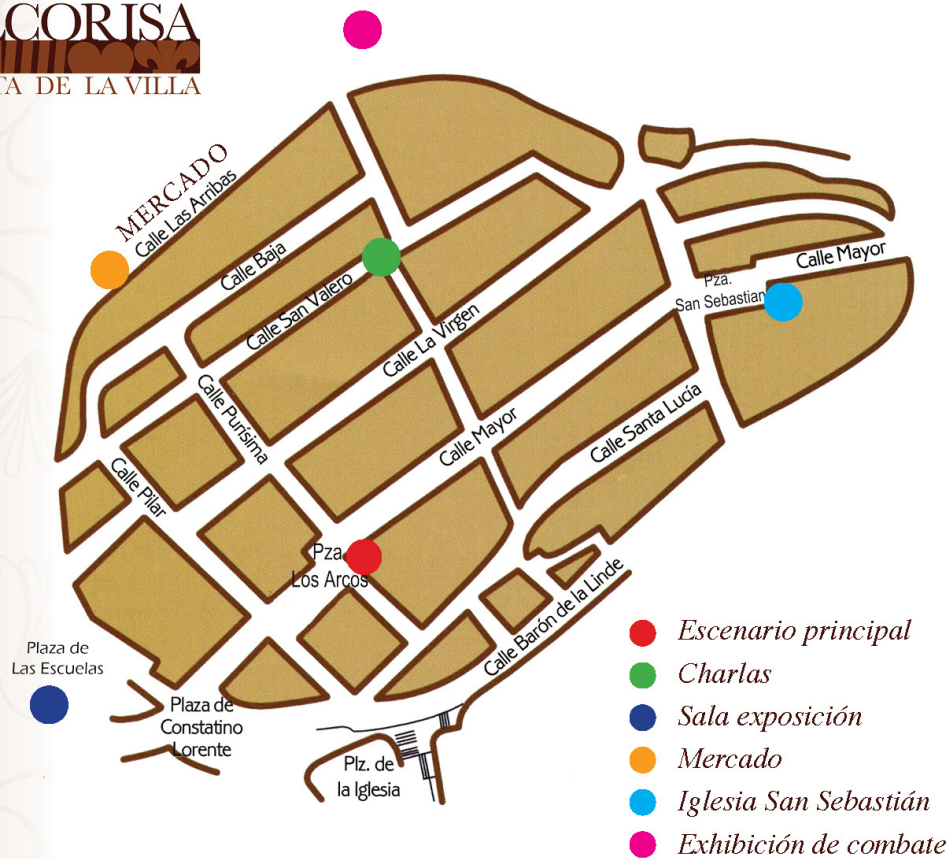 LCORISA
TA DE LA VILLA
MERCADO
Calle Las Arribas
Calle Baja
Calle San Valero
Calle La Virgen
Calle Purísima
Calle Pilar
Calle Mayor
Pza.
San Sebastian
Calle Mayor
Calle Santa Lucía
Pza.
Los Arcos
Calle Barón de la Linde
Plaza de
Las Escuelas
Plaza de
Constatino
Lorente
Plz. de
la Iglesia
Escenario principal
Charlas
Sala exposición
Mercado
Iglesia San Sebastián
Exhibición de combate